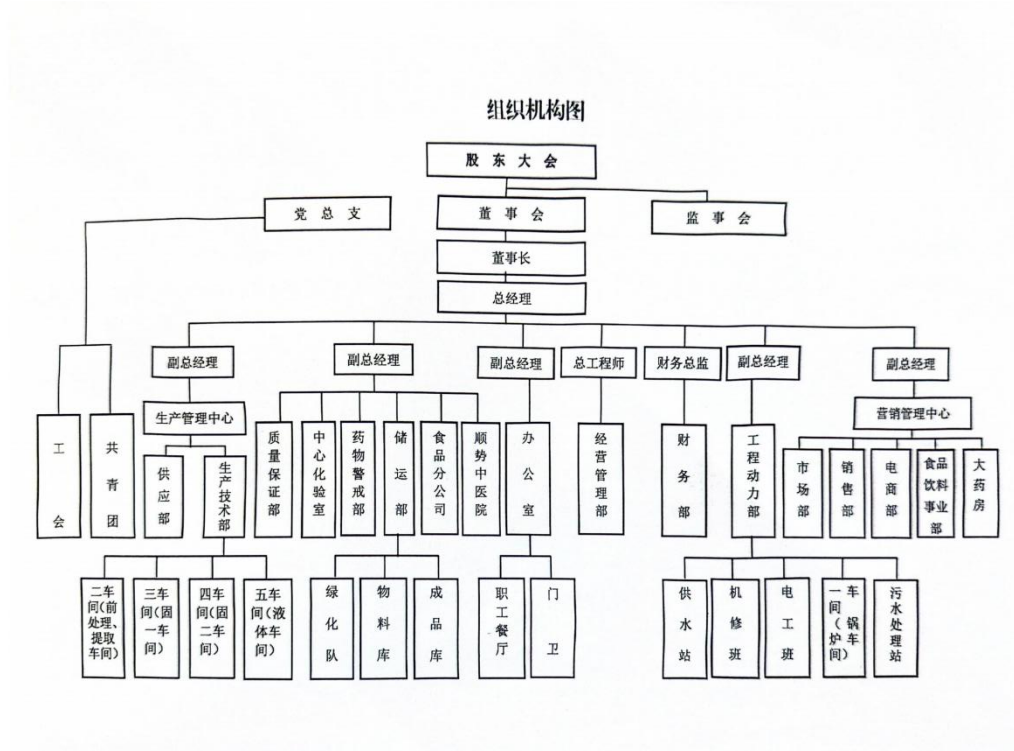 组织机构图
股东大会
党总支
董事会
监事会
董事长
总经理
副总经理
副总经理
副总经理
总工程师
财务总监
副总经理
副总经理
生产管理中心
营销管理中心
工会
共青团
供应部
生产技术部
质量保证部
中心化验室
药物警戒部
储运部
食品分公司
顺势中医院
办公室
经营管理部
财务部
工程动力部
市场部
销售部
电商部
食品
饮料
事业
部
大药房
二车
间(前
处理、
提取
车间)
三车
间(固
一车
间)
四车
间(固
二车
间)
五车
间(液
体车
间)
绿化队
物料库
成品库
职工餐厅
门卫
供水站
机修班
电工班
一车
间
(锅
炉车
间)
污水处理站